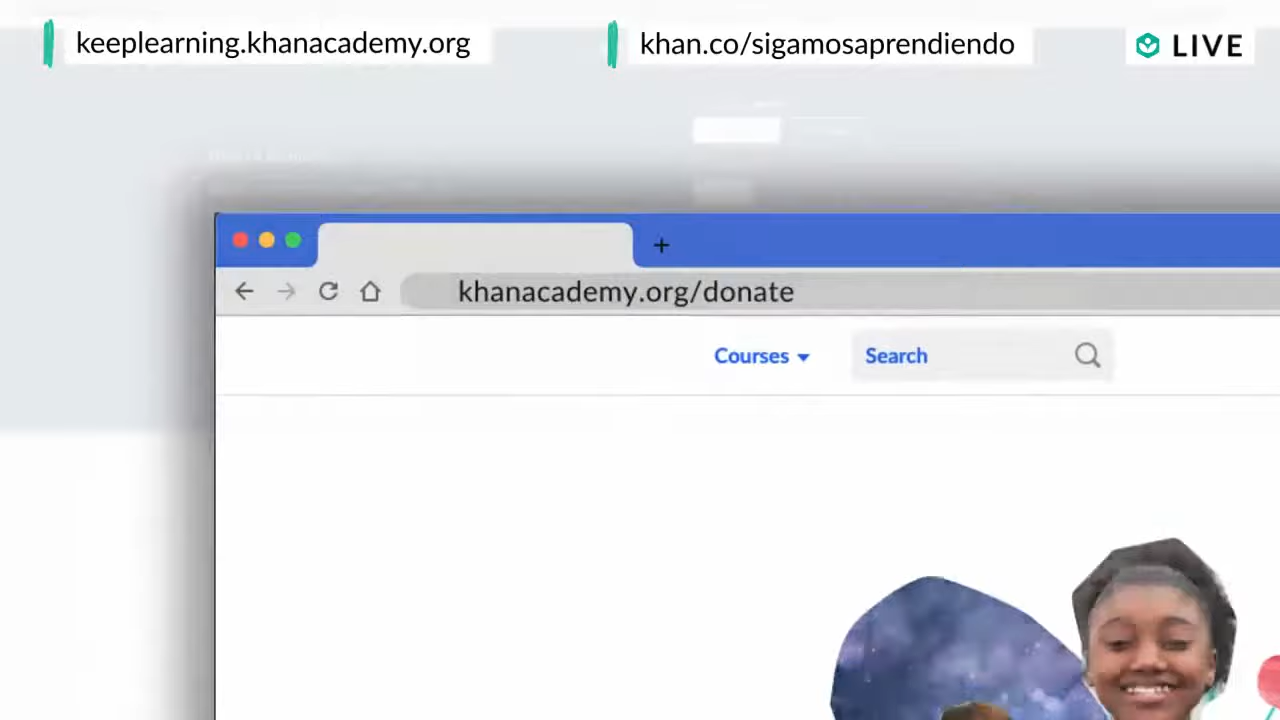 keeplearning.khanacademy.org
khan.co/sigamosaprendiendo
LIVE
khanacademy.org/donate
Courses
Search